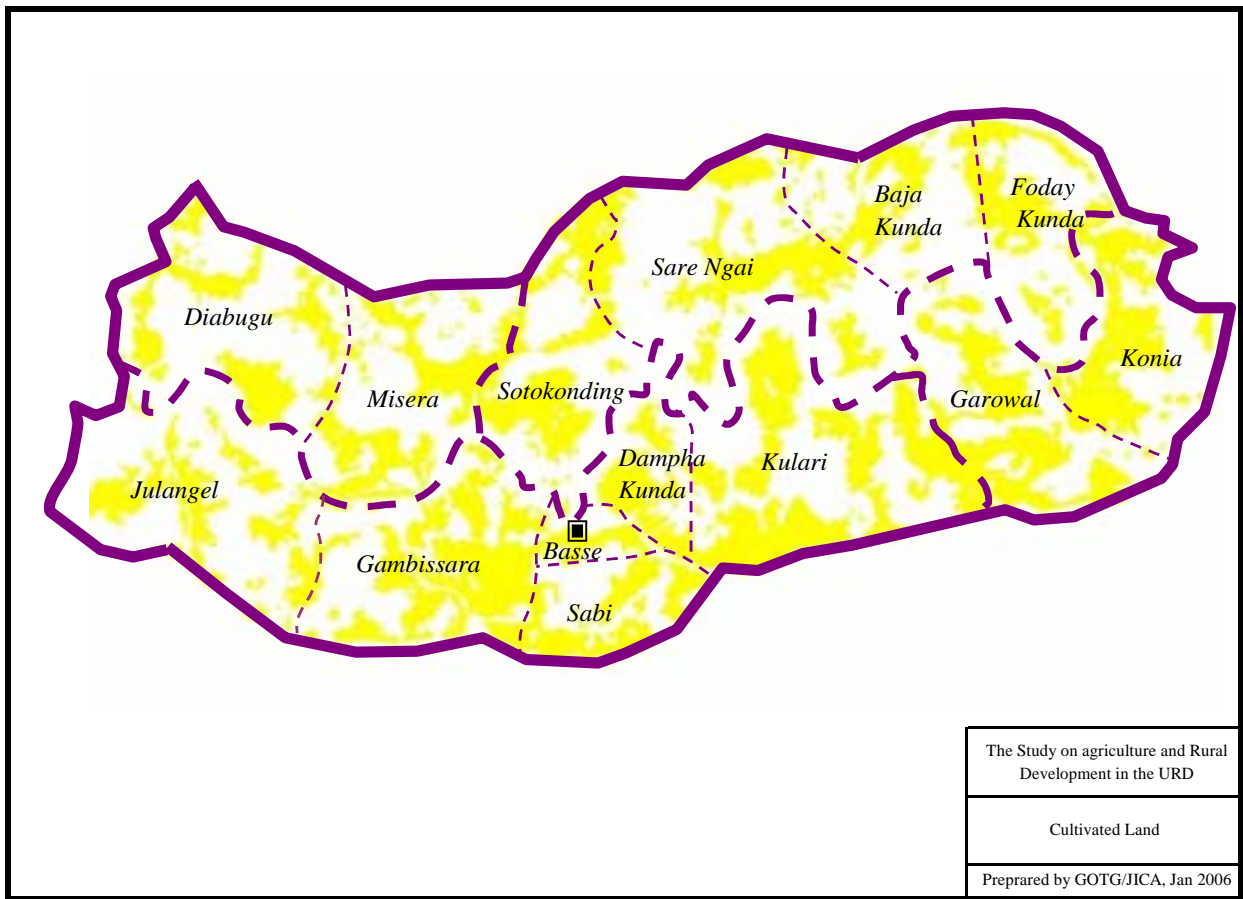 Baja
Kunda
Foday
Kunda
Sare Ngai
Diabugu
Konia
Misera
Sotokonding
Garowal
Dampha
Kunda
Kulari
Julangel
Basse
Gambissara
Sabi
The Study on agriculture and Rural
Development in the URD
Cultivated Land
Preprared by GOTG/JICA, Jan 2006